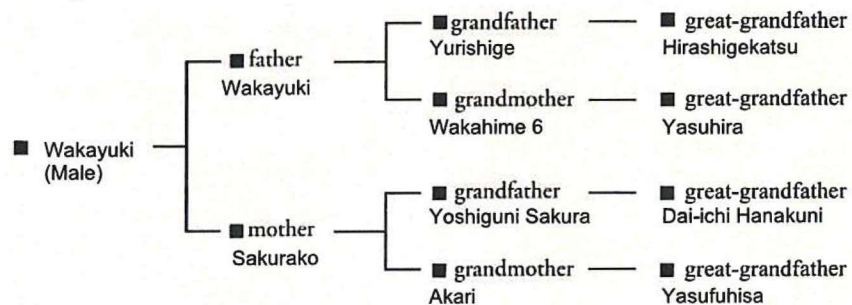 ■ grandfather
Yurishige
■ great-grandfather
Hirashigekatsu
■ father
Wakayuki
■ grandmother
Wakahime 6
■ great-grandfather
Yasuhira
■ Wakayuki
(Male)
■ grandfather
Yoshiguni Sakura
■ great-grandfather
Dai-ichi Hanakuni
■ mother
Sakurako
■ grandmother
Akari
■ great-grandfather
Yasufuhisa